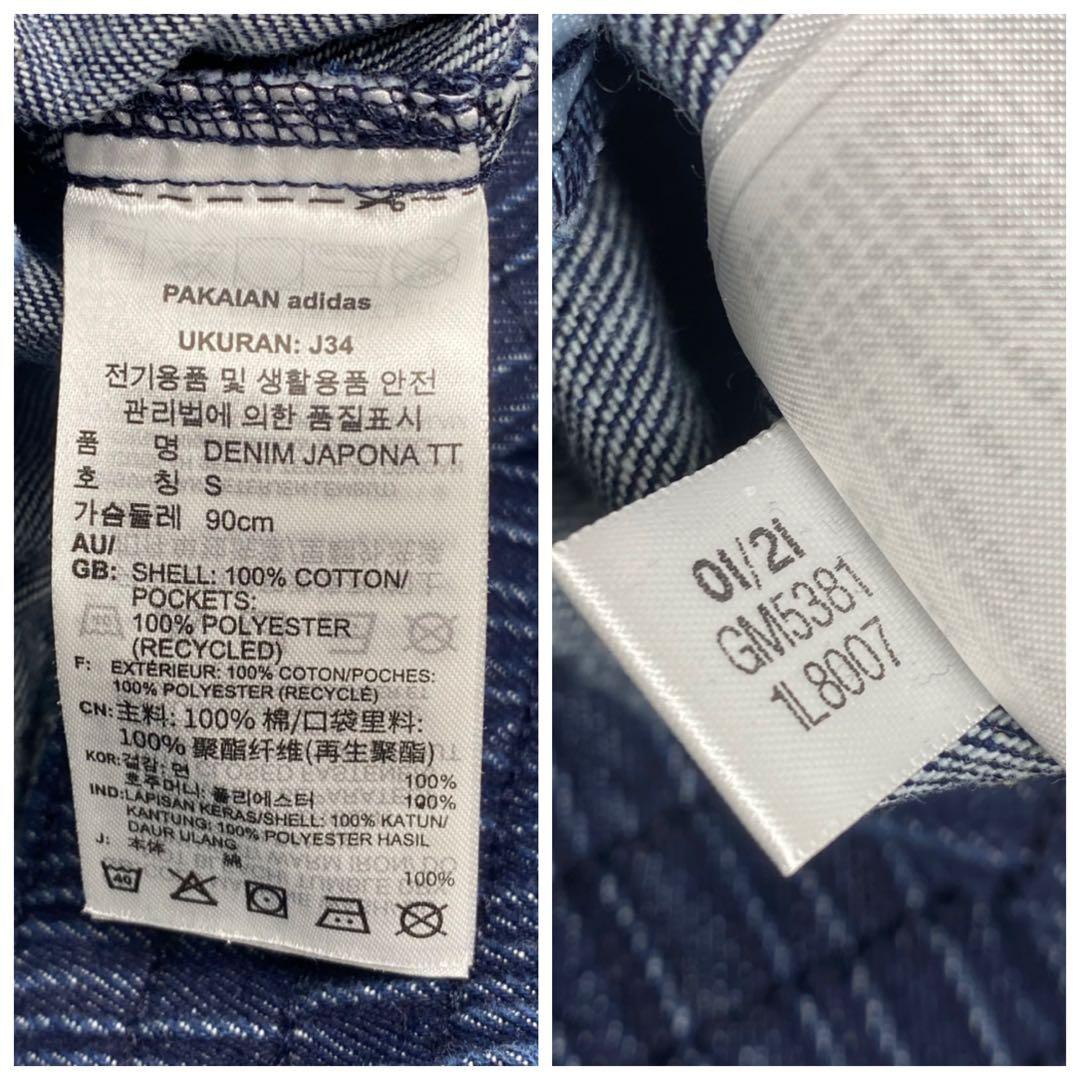 PAKAIAN adidas
UKURAN: J34
전기용품 및 생활용품 안전
관리법에 의한 품질표시
품 명 DENIM JAPONA TT
호 칭 S
가슴둘레 90cm
AU/
GB: SHELL: 100% COTTON/
POCKETS:
100% POLYESTER
(RECYCLED)
F: EXTÉRIEUR: 100% COTON/POCHES:
100% POLYESTER (RECYCLÉ)
CN: 主料: 100% 棉/口袋里料:
100% 聚酯纤维(再生聚酯)
KOR: 겉감: 면 100%
호주머니: 폴리에스터 100%
IND: LAPISAN KERAS/SHELL: 100% KATUN/
KANTUNG: 100% POLYESTER HASIL
DAUR ULANG
J: 本体 綿 100%
40
01/21
GM5381
1L8007